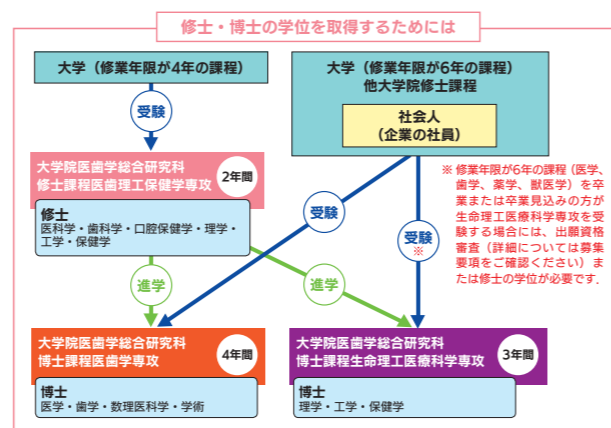 修士・博士の学位を取得するためには
大学（修業年限が4年の課程）
大学（修業年限が6年の課程）
他大学院修士課程
社会人
（企業の社員）
受験
大学院医歯学総合研究科
修士課程医歯理工保健学専攻
2年間
修士
医科学・歯科学・口腔保健学・理学・
工学・保健学
※ 修業年限が6年の課程（医学、
歯学、薬学、獣医学）を卒
業または卒業見込みの方が
生命理工医療科学専攻を受
験する場合には、出願資格
審査（詳細については募集
要項をご確認ください）ま
たは修士の学位が必要です.
受験
受験
※
進学
進学
大学院医歯学総合研究科
博士課程医歯学専攻
4年間
博士
医学・歯学・数理医科学・学術
大学院医歯学総合研究科
博士課程生命理工医療科学専攻
3年間
博士
理学・工学・保健学